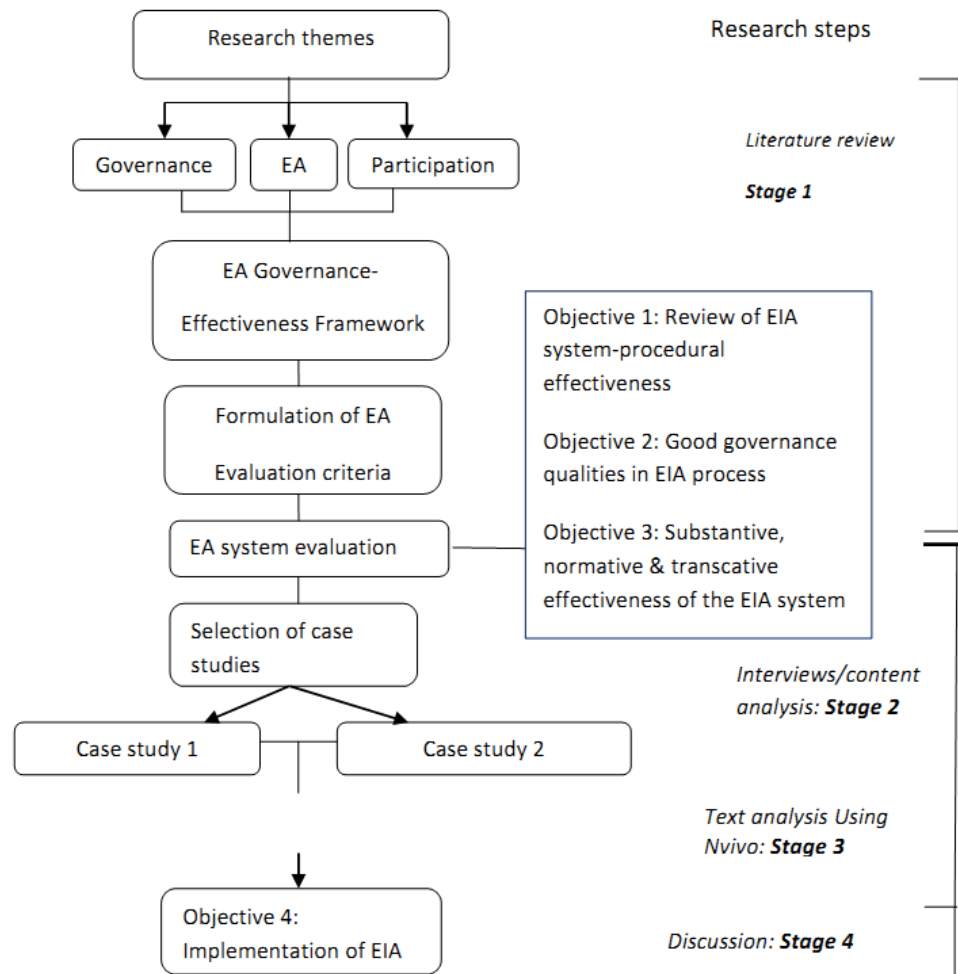 Research themes
Research steps
Governance
EA
Participation
Literature review
Stage 1
EA Governance-
Effectiveness Framework
Formulation of EA
Evaluation criteria
EA system evaluation
Objective 1: Review of EIA
system-procedural
effectiveness
Objective 2: Good governance
qualities in EIA process
Objective 3: Substantive,
normative & transcative
effectiveness of the EIA system
Selection of case
studies
Interviews/content
analysis: Stage 2
Case study 1
Case study 2
Text analysis Using
Nvivo: Stage 3
Objective 4:
Implementation of EIA
Discussion: Stage 4